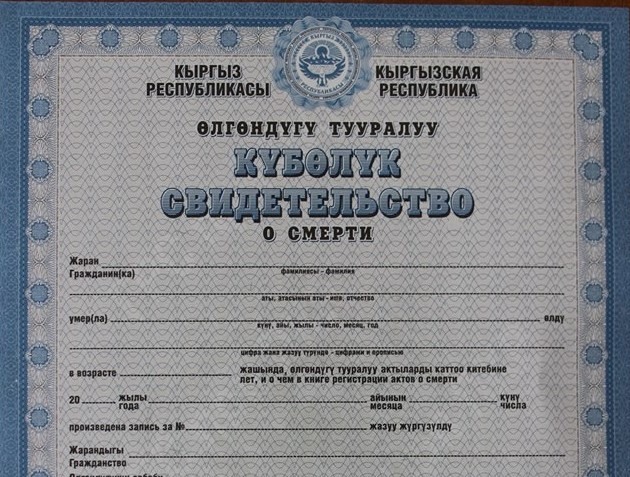 КЫРГЫЗ КЫРГЫЗСКАЯ
РЕСПУБЛИКАСЫ РЕСПУБЛИКА
ӨЛГӨНДҮГҮ ТУУРАЛУУ
КҮБӨЛҮК
СВИДЕТЕЛЬСТВО
О СМЕРТИ
Жаран
Гражданин(ка)
фамилиясы - фамилия
аты, атасынын аты - имя, отчество
умер(ла) өлдү
күнү, айы, жылы - число, месяц, год
цифра жана жазуу түрүндө - цифрами и прописью
в возрасте жашында, өлгөндүгү тууралуу актыларды каттоо китебине
лет, и о чем в книге регистрации актов о смерти
20 жылы айынын күнү
года месяца числа
произведена запись за № жазуу жүргүзүлдү
Жарандыгы
Гражданство